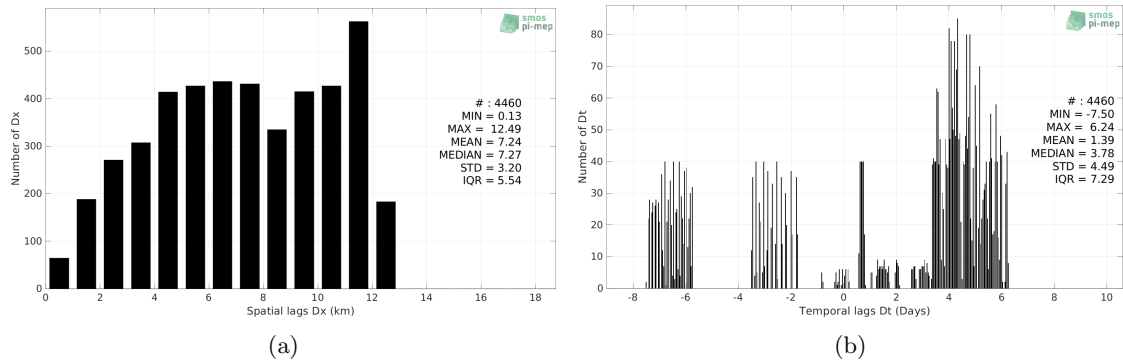 smos
pi-mep
500
400
300
200
100
0
Number of Dx
# : 4460
MIN = 0.13
MAX = 12.49
MEAN = 7.24
MEDIAN = 7.27
STD = 3.20
IQR = 5.54
0 2 4 6 8 10 12 14 16 18
Spatial lags Dx (km)
(a)
smos
pi-mep
80
70
60
50
40
30
20
10
0
Number of Dt
# : 4460
MIN = -7.50
MAX = 6.24
MEAN = 1.39
MEDIAN = 3.78
STD = 4.49
IQR = 7.29
-8 -6 -4 -2 0 2 4 6 8 10
Temporal lags Dt (Days)
(b)